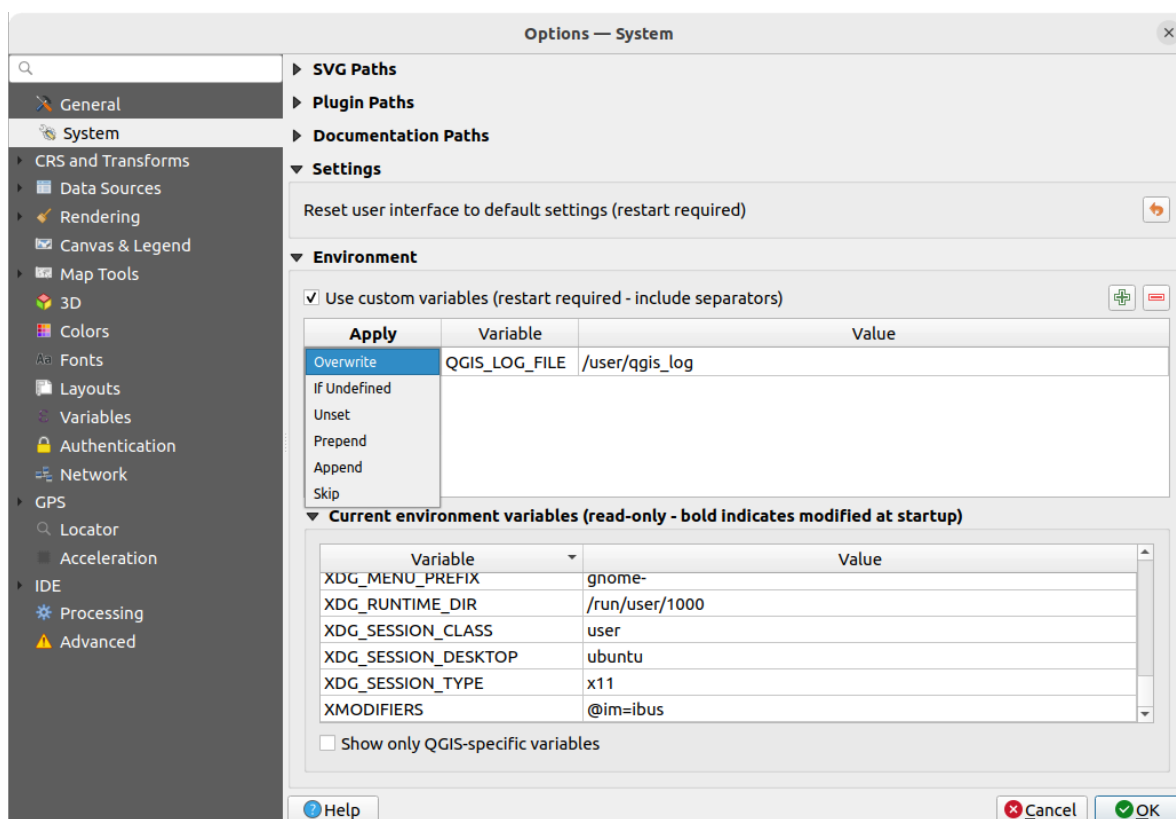 Options — System
General
System
CRS and Transforms
Data Sources
Rendering
Canvas & Legend
Map Tools
3D
Colors
Fonts
Layouts
Variables
Authentication
Network
GPS
Locator
Acceleration
IDE
Processing
Advanced
SVG Paths
Plugin Paths
Documentation Paths
Settings
Reset user interface to default settings (restart required)
Environment
Use custom variables (restart required - include separators)
Apply Variable Value
Overwrite QGIS_LOG_FILE /user/qgis_log
If Undefined
Unset
Prepend
Append
Skip
Current environment variables (read-only - bold indicates modified at startup)
Variable Value
XDG_MENU_PREFIX gnome-
XDG_RUNTIME_DIR /run/user/1000
XDG_SESSION_CLASS user
XDG_SESSION_DESKTOP ubuntu
XDG_SESSION_TYPE x11
XMODIFIERS @im=ibus
Show only QGIS-specific variables
Help Cancel OK